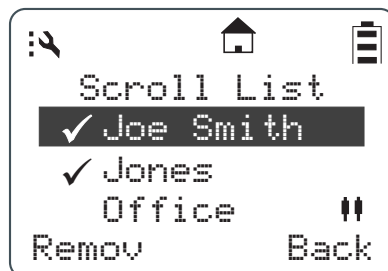 Scroll List
✓ Joe Smith
✓ Jones
Office
Remov Back